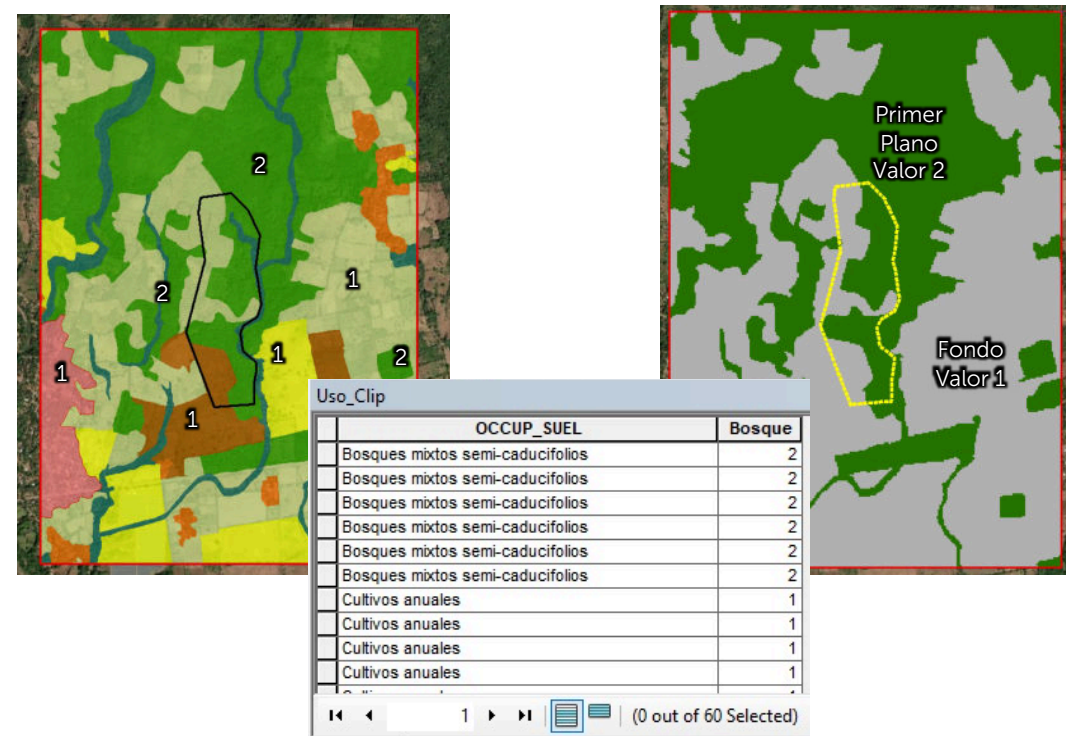 2
1
2
1
1
2
1
Primer
Plano
Valor 2
Fondo
Valor 1
Uso_Clip
OCCUP_SUEL Bosque
Bosques mixtos semi-caducifolios 2
Bosques mixtos semi-caducifolios 2
Bosques mixtos semi-caducifolios 2
Bosques mixtos semi-caducifolios 2
Bosques mixtos semi-caducifolios 2
Bosques mixtos semi-caducifolios 2
Cultivos anuales 1
Cultivos anuales 1
Cultivos anuales 1
Cultivos anuales 1
1 (0 out of 60 Selected)